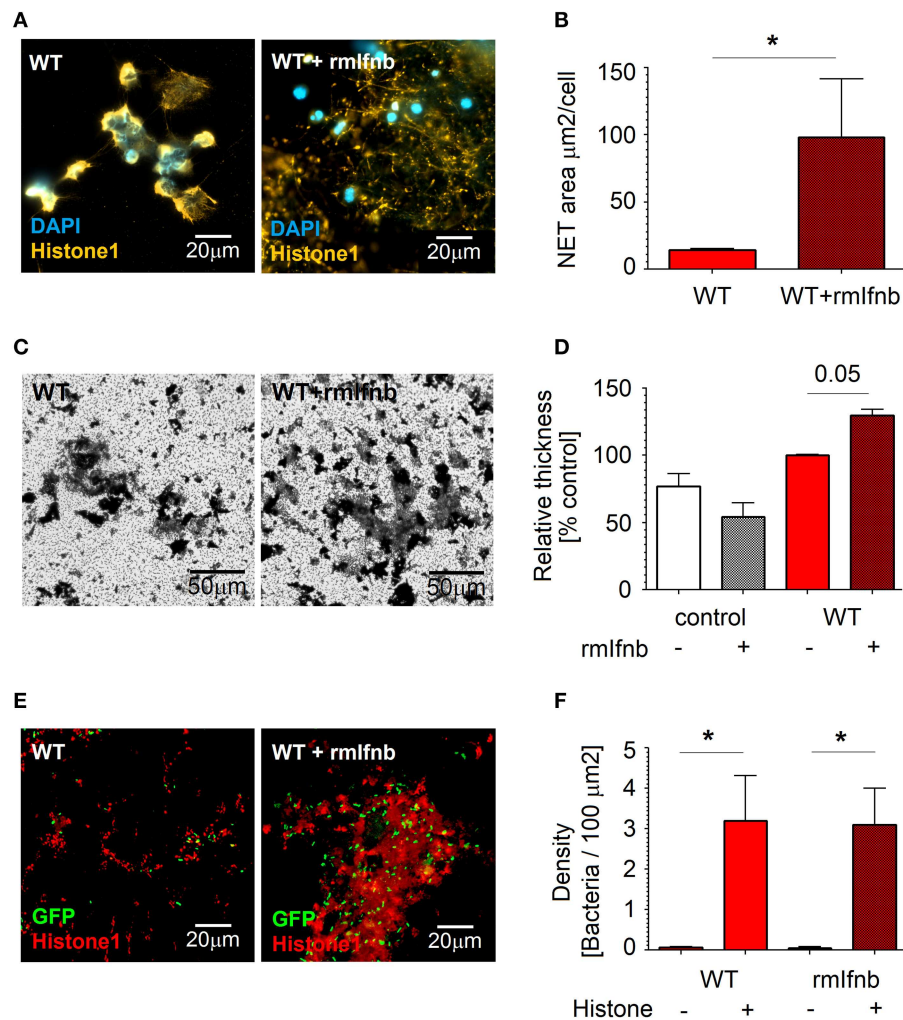 A
WT
DAPI
Histone1
20μm
WT + rmIfnb
DAPI
Histone1
20μm
B
*
NET area μm2/cell
150
100
50
0
WT
WT+rmIfnb
C
WT
50μm
WT+rmIfnb
50μm
D
0.05
Relative thickness
[% control]
150
100
50
0
control
WT
rmIfnb
-
+
-
+
E
WT
GFP
Histone1
20μm
WT + rmIfnb
GFP
Histone1
20μm
F
*
*
Density
[Bacteria / 100 μm2]
5
4
3
2
1
0
WT
rmIfnb
Histone
-
+
-
+